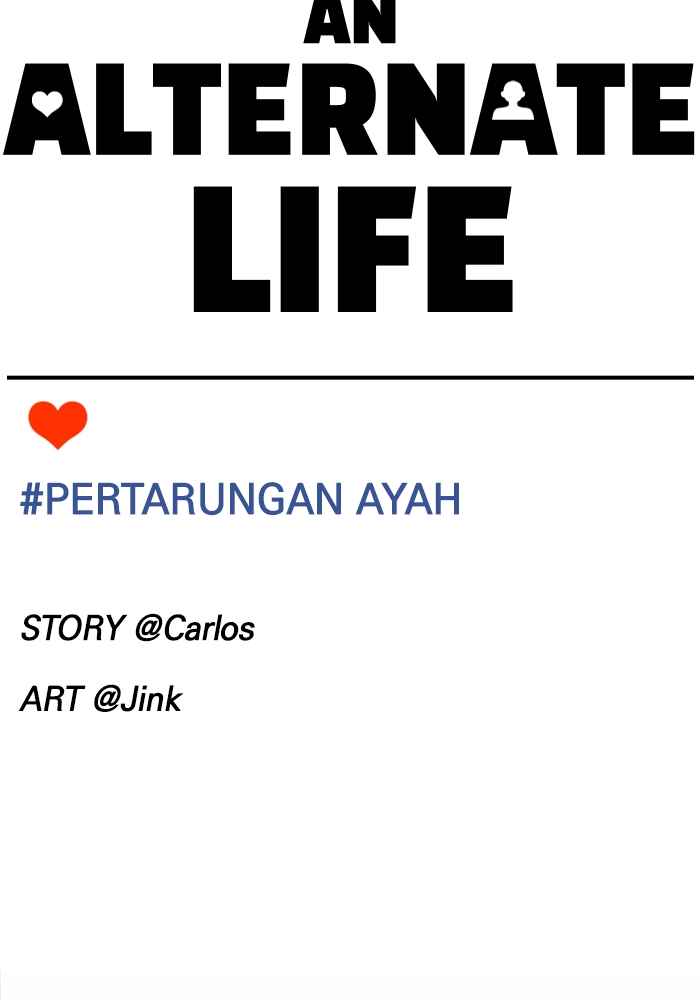 AN
ALTERNATE
LIFE
#PERTARUNGAN AYAH
STORY @Carlos
ART @Jink